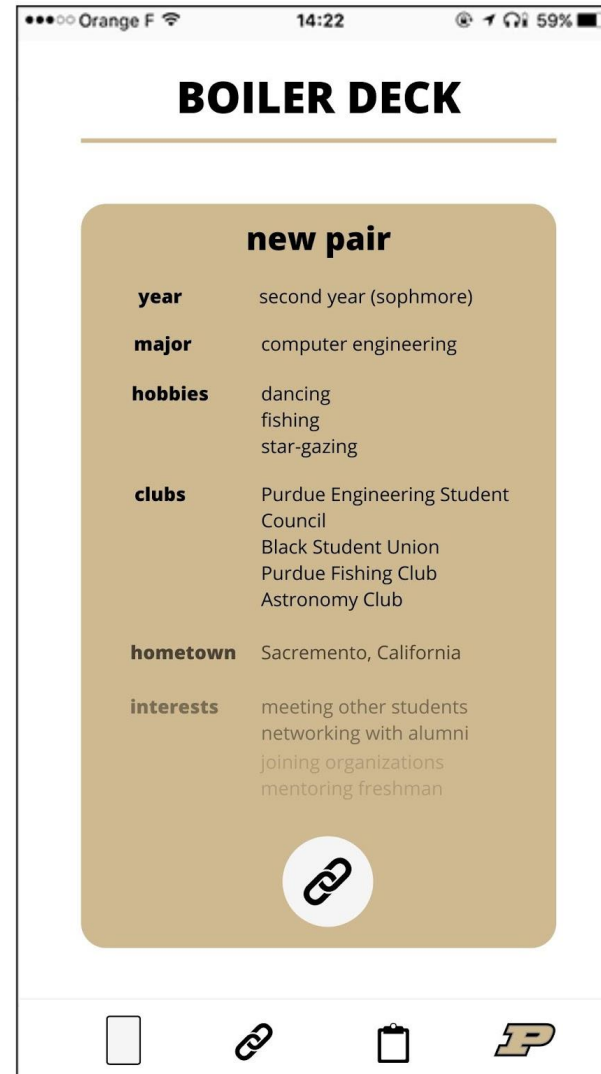 Orange F 14:22 59%
BOILER DECK
new pair
year second year (sophmore)
major computer engineering
hobbies dancing
fishing
star-gazing
clubs Purdue Engineering Student
Council
Black Student Union
Purdue Fishing Club
Astronomy Club
hometown Sacremento, California
interests meeting other students
networking with alumni
joining organizations
mentoring freshman
P